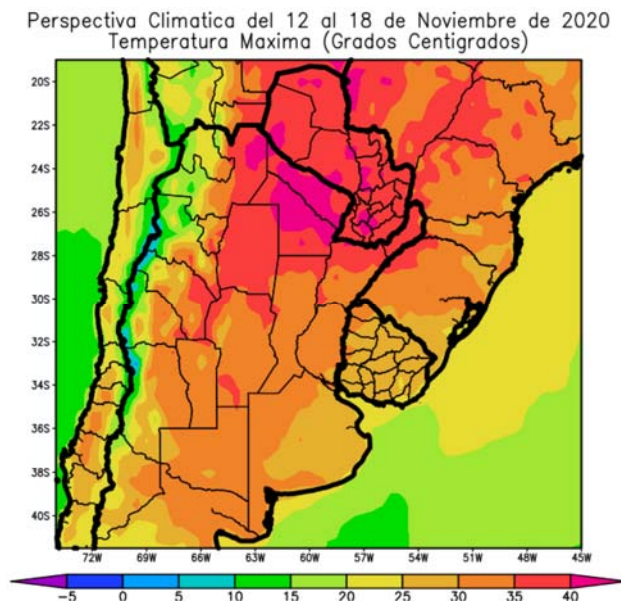 Perspectiva Climatica del 12 al 18 de Noviembre de 2020
Temperatura Maxima (Grados Centigrados)
20S
22S
24S
26S
28S
30S
32S
34S
36S
38S
40S
72W 69W 66W 63W 60W 57W 54W 51W 48W 45W
-5 0 5 10 15 20 25 30 35 40